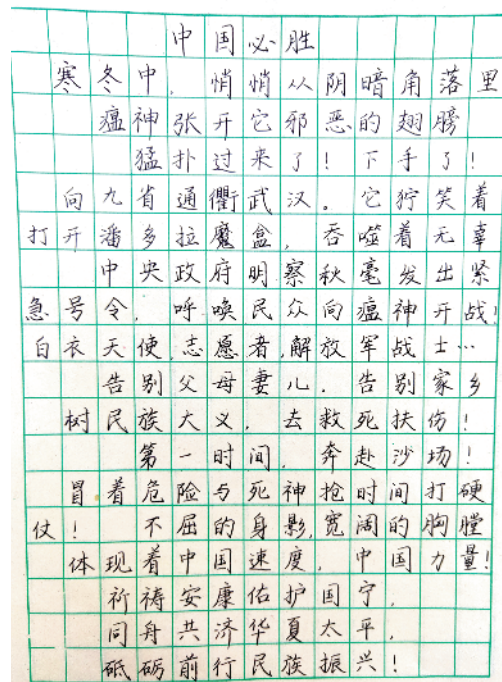 中国必胜
寒冬中，悄悄从阴暗角落里
瘟神张开它邪恶的翅膀
猛扑过来了！下手了！
向九省通衢武汉。它狞笑着
打开潘多拉魔盒，吞噬着无辜
中央政府明察秋毫发出紧
急号令，呼唤民众向瘟神开战！
白衣天使，志愿者，解放军战士…
告别父母妻儿．告别家乡
树民族大义，去救死扶伤！
第一时间，奔赴沙场！
冒着危险与死神抢时间打硬
仗！不屈的身影，宽阔的胸膛
体现着中国速度，中国力量！
祈祷安康佑护国宁，
同舟共济华夏太平，
砥砺前行民族振兴！